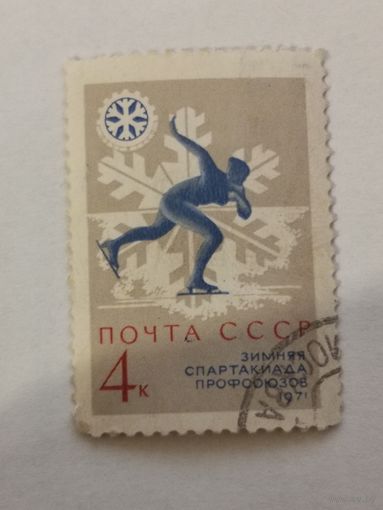 ПОЧТА СССР
4к
ЗИМНЯЯ
СПАРТАКИАДА
ПРОФСОЮЗОВ
1971